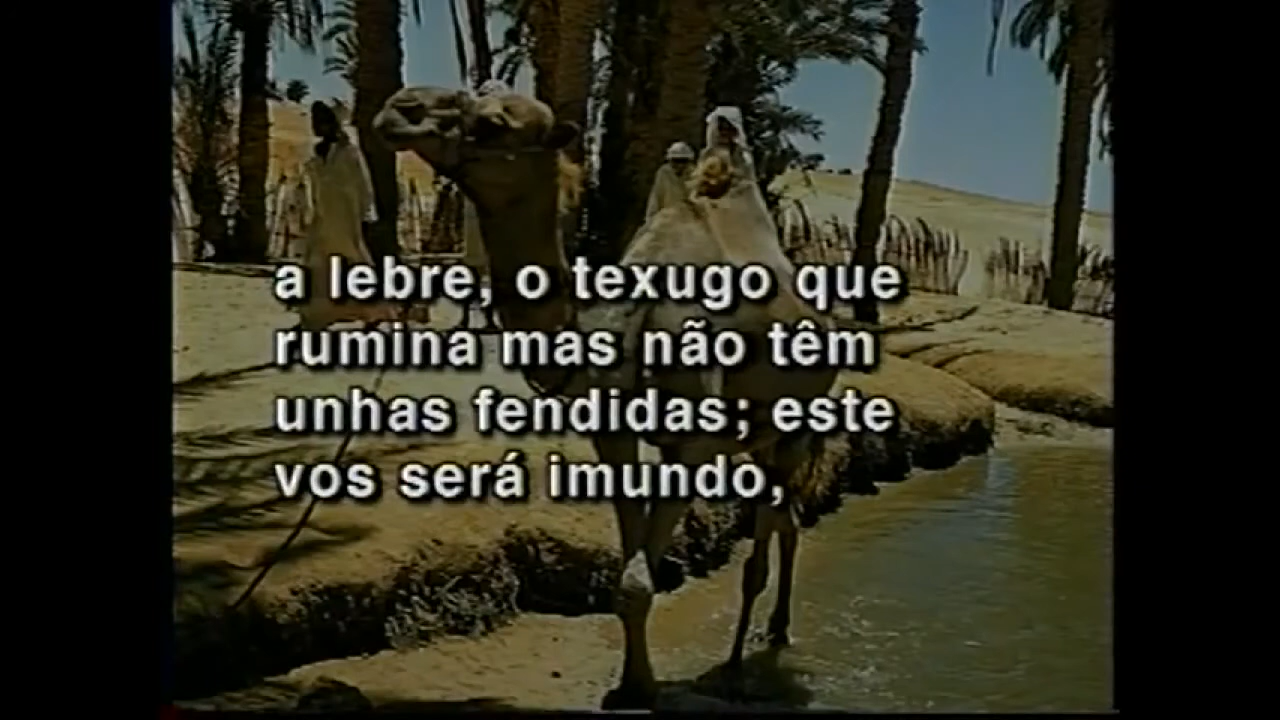 a lebre, o texugo que
rumina mas não têm
unhas fendidas; este
vos será imundo,